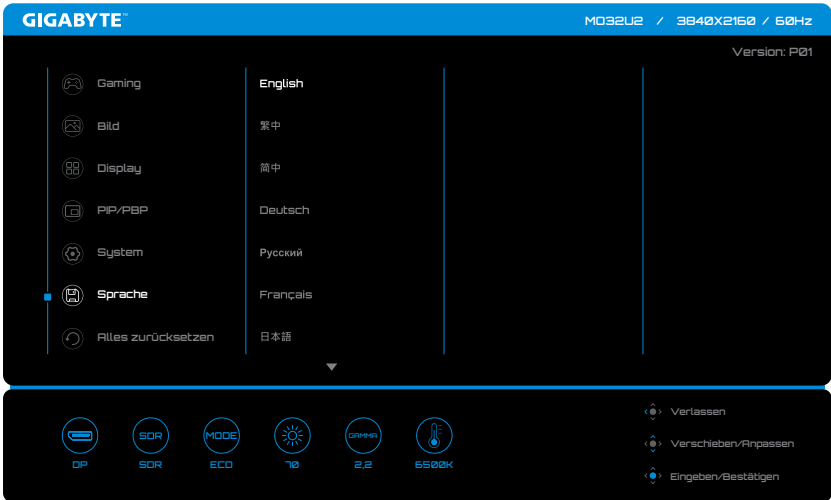 GIGABYTE™
MO32U2 / 3840X2160 / 60Hz
Version: P01
Gaming
English
Bild
繁中
Display
简中
PIP/PBP
Deutsch
System
Русский
Sprache
Français
Alles zurücksetzen
日本語
SDR
MODE
GAMMA
DP
SDR
ECO
70
2,2
6500K
Verlassen
Verschieben/Anpassen
Eingeben/Bestätigen